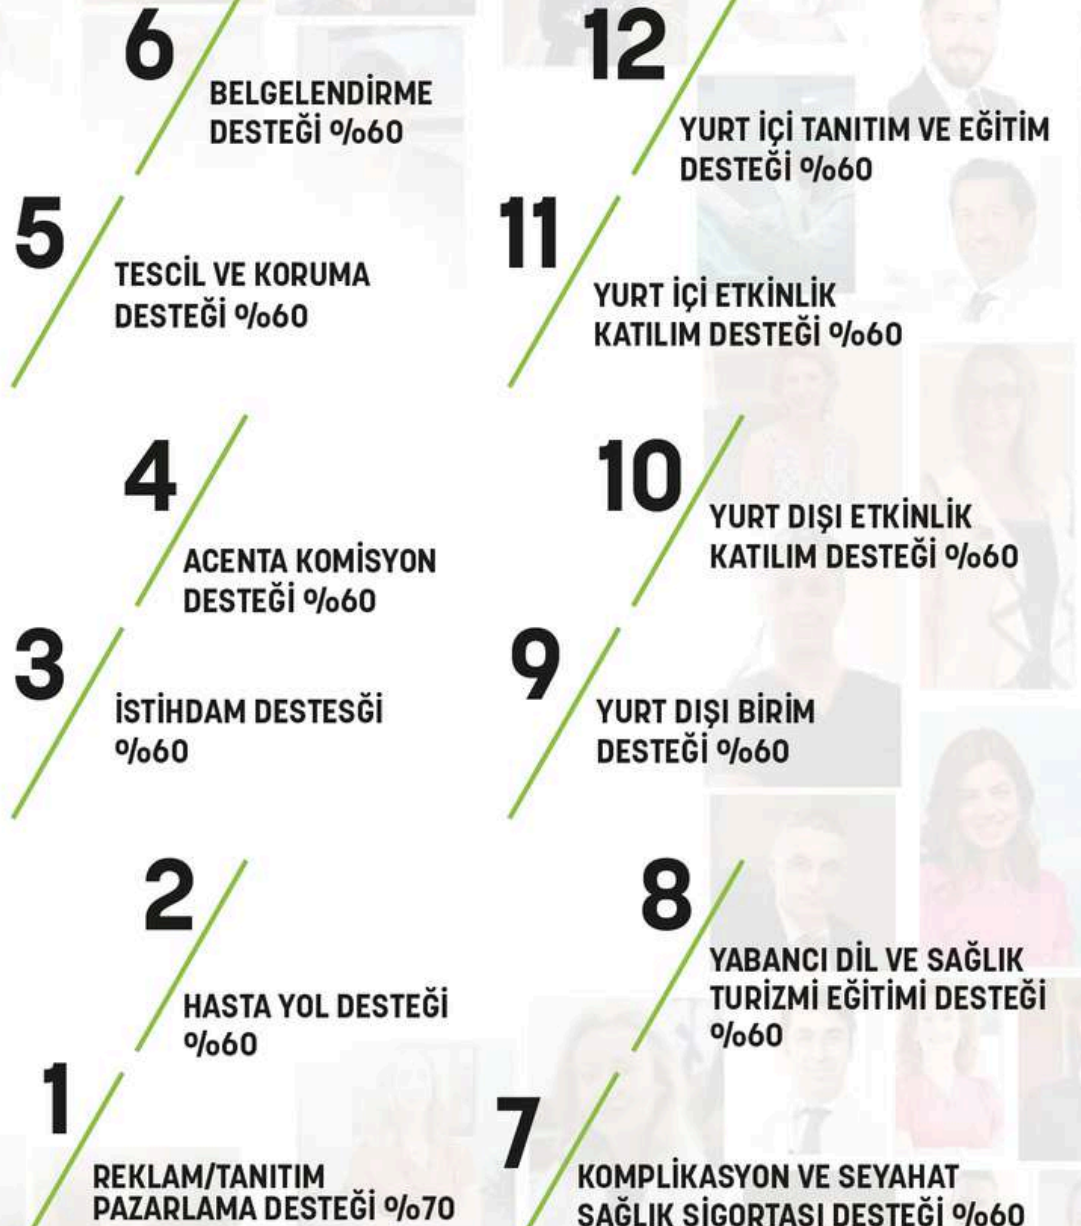 6
BELGELENDİRME
DESTEĞİ %60
5
TESCİL VE KORUMA
DESTEĞİ %60
4
ACENTA KOMİSYON
DESTEĞİ %60
3
İSTİHDAM DESTESĞİ
%60
2
HASTA YOL DESTEĞİ
%60
1
REKLAM/TANITIM
PAZARLAMA DESTEĞİ %70
12
YURT İÇİ TANITIM VE EĞİTİM
DESTEĞİ %60
11
YURT İÇİ ETKİNLİK
KATILIM DESTEĞİ %60
10
YURT DIŞI ETKİNLİK
KATILIM DESTEĞİ %60
9
YURT DIŞI BİRİM
DESTEĞİ %60
8
YABANCI DİL VE SAĞLIK
TURİZMİ EĞİTİMİ DESTEĞİ
%60
7
KOMPLİKASYON VE SEYAHAT
SAĞLIK SİGORTASI DESTEĞİ %60